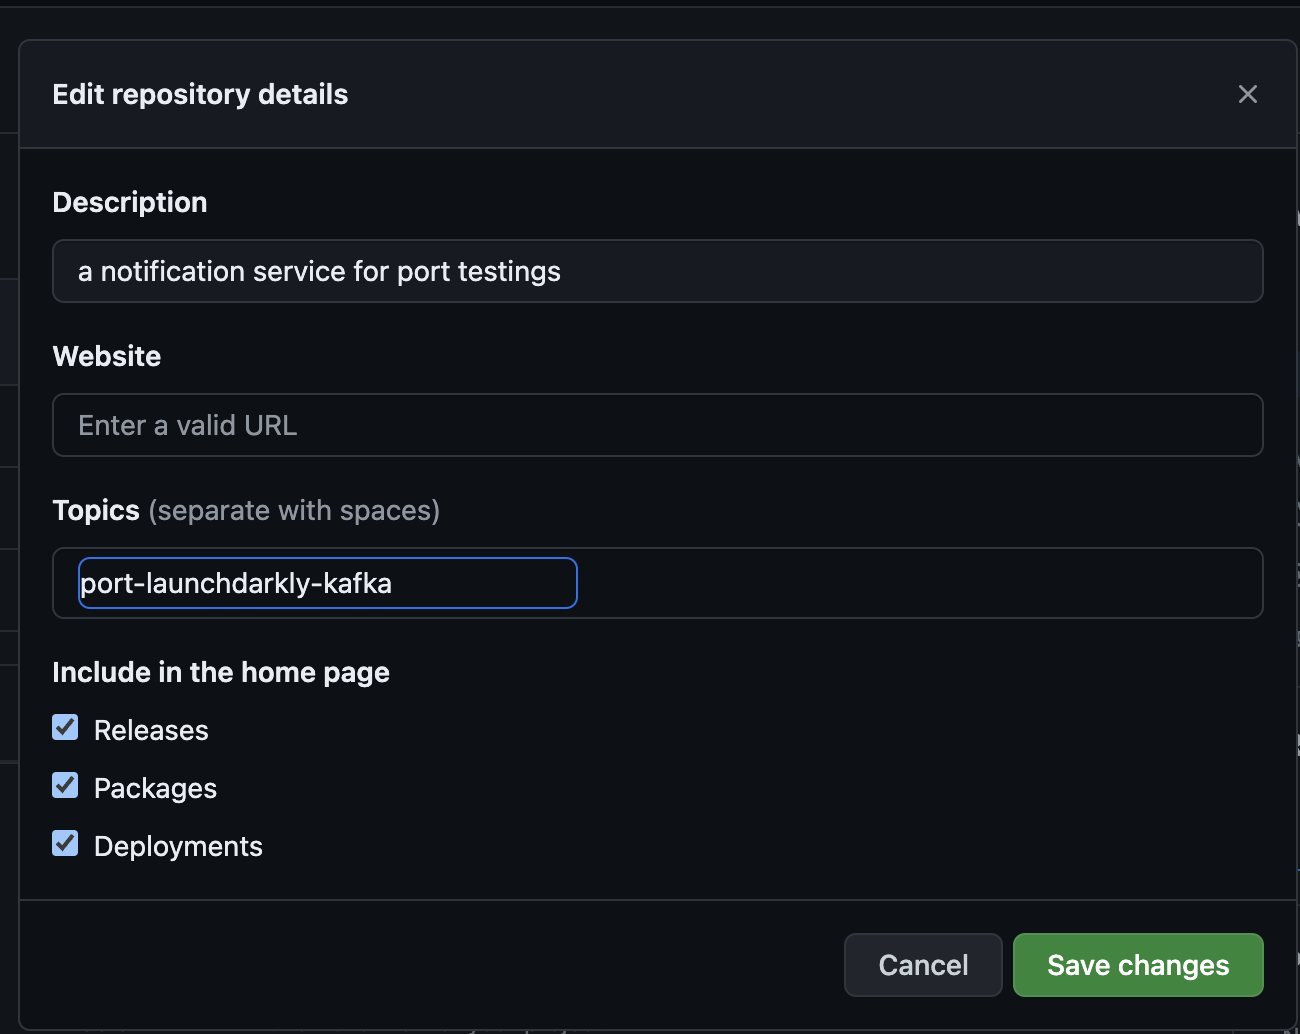 Edit repository details
Description
a notification service for port testings
Website
Enter a valid URL
Topics (separate with spaces)
port-launchdarkly-kafka
Include in the home page
Releases
Packages
Deployments
Cancel
Save changes